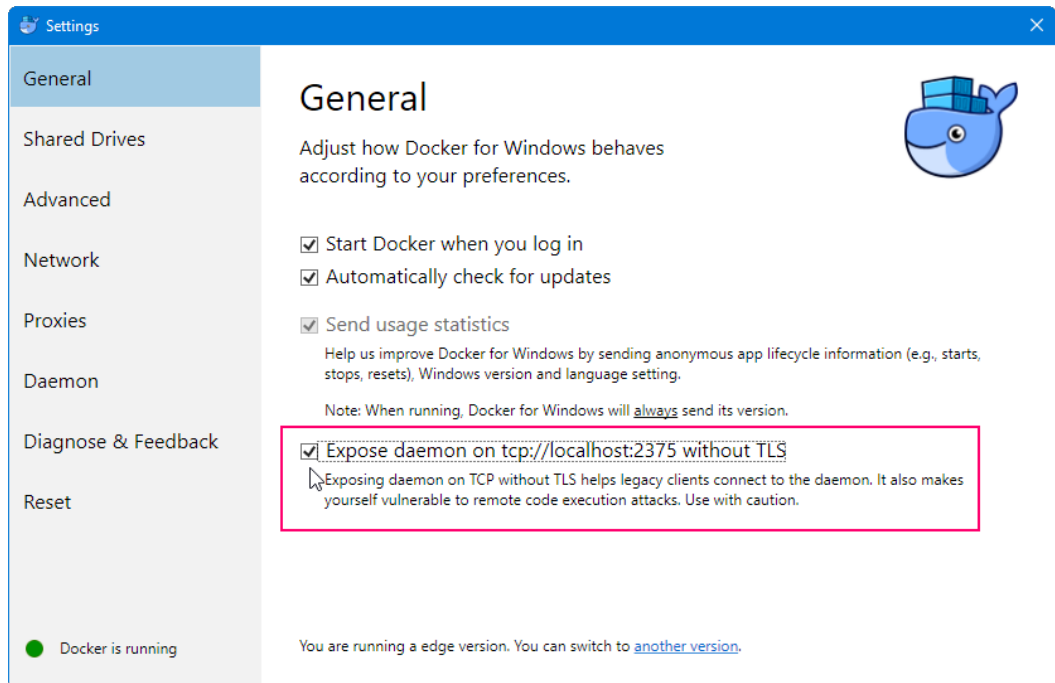 Settings
General
Shared Drives
Advanced
Network
Proxies
Daemon
Diagnose & Feedback
Reset
Docker is running
General
Adjust how Docker for Windows behaves
according to your preferences.
Start Docker when you log in
Automatically check for updates
Send usage statistics
Help us improve Docker for Windows by sending anonymous app lifecycle information (e.g., starts,
stops, resets), Windows version and language setting.
Note: When running, Docker for Windows will always send its version.
Expose daemon on tcp://localhost:2375 without TLS
Exposing daemon on TCP without TLS helps legacy clients connect to the daemon. It also makes
yourself vulnerable to remote code execution attacks. Use with caution.
You are running a edge version. You can switch to another version.